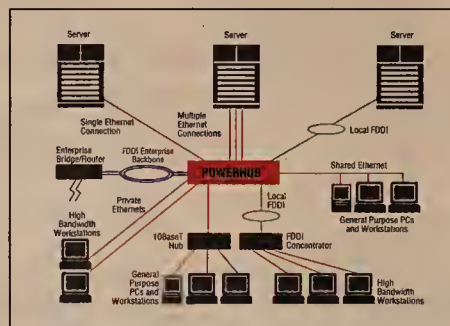 Server
Server
Server
Single Ethernet
Connection
Multiple
Ethernet
Connections
Local FDDI
Enterprise
Bridge/Router
FDDI Enterprise
Backbone
POWERHUB
Shared Ethernet
Private
Ethernets
Local
FDDI
General Purpose PCs
and Workstations
High
Bandwidth
Workstations
10BaseT
Hub
FDDI
Concentrator
General
Purpose
PCs and
Workstations
High
Bandwidth
Workstations